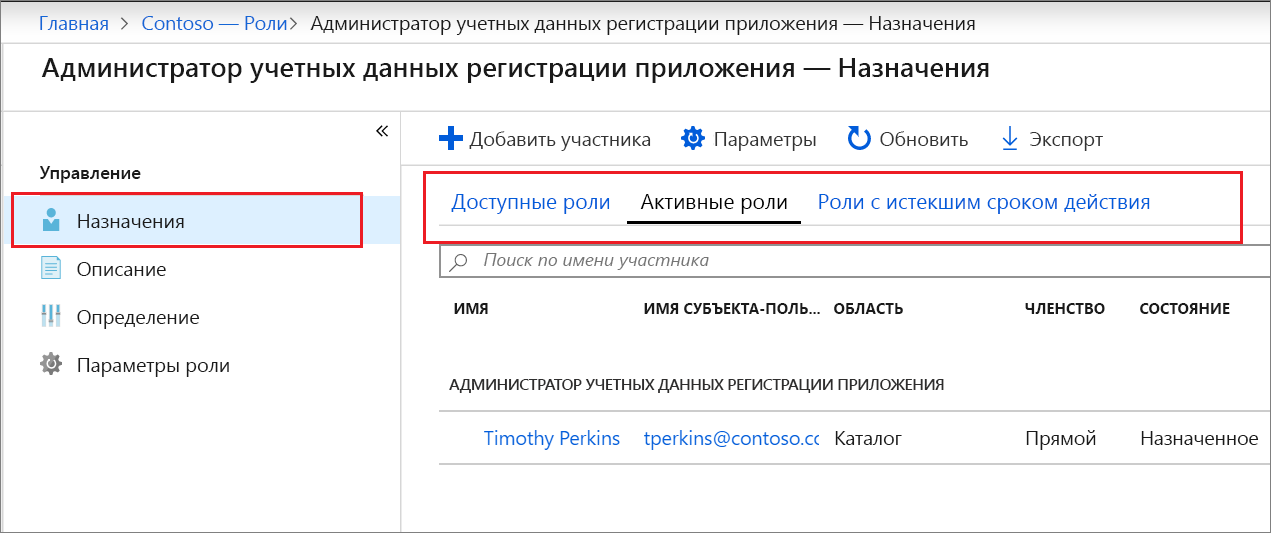 Главная > Contoso — Роли > Администратор учетных данных регистрации приложения — Назначения
Администратор учетных данных регистрации приложения — Назначения
«
Управление
Назначения
Описание
Определение
Параметры роли
Добавить участника Параметры Обновить Экспорт
Доступные роли Активные роли Роли с истекшим сроком действия
Поиск по имени участника
ИМЯ ИМЯ СУБЪЕКТА-ПОЛЬ... ОБЛАСТЬ ЧЛЕНСТВО СОСТОЯНИЕ
АДМИНИСТРАТОР УЧЕТНЫХ ДАННЫХ РЕГИСТРАЦИИ ПРИЛОЖЕНИЯ
Timothy Perkins tperkins@contoso.cc Каталог Прямой Назначенное